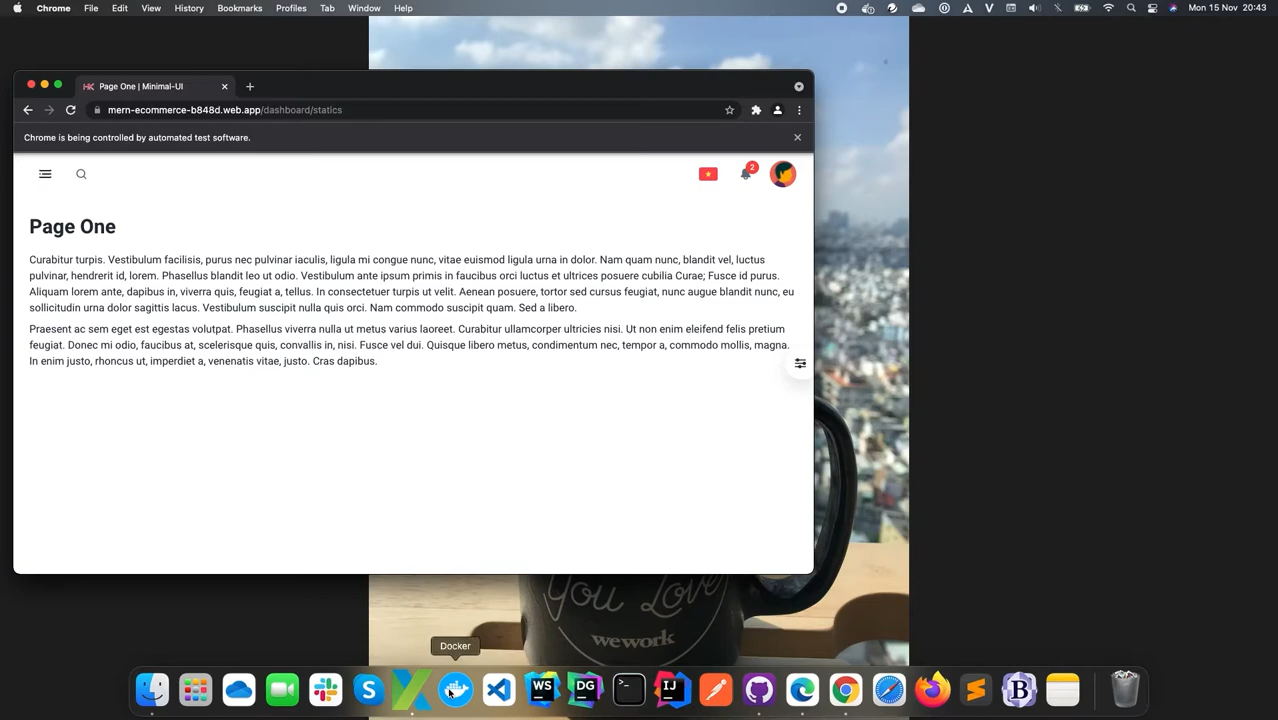 Chrome File Edit View History Bookmarks Profiles Tab Window Help Mon 15 Nov 20:43
Page One | Minimal-UI
mern-ecommerce-b848d.web.app/dashboard/statics
Chrome is being controlled by automated test software.
2
Page One
Curabitur turpis. Vestibulum facilisis, purus nec pulvinar iaculis, ligula mi congue nunc, vitae euismod ligula urna in dolor. Nam quam nunc, blandit vel, luctus
pulvinar, hendrerit id, lorem. Phasellus blandit leo ut odio. Vestibulum ante ipsum primis in faucibus orci luctus et ultrices posuere cubilia Curae; Fusce id purus.
Aliquam lorem ante, dapibus in, viverra quis, feugiat a, tellus. In consectetuer turpis ut velit. Aenean posuere, tortor sed cursus feugiat, nunc augue blandit nunc, eu
sollicitudin urna dolor sagittis lacus. Vestibulum suscipit nulla quis orci. Nam commodo suscipit quam. Sed a libero.
Praesent ac sem eget est egestas volutpat. Phasellus viverra nulla ut metus varius laoreet. Curabitur ullamcorper ultricies nisi. Ut non enim eleifend felis pretium
feugiat. Donec mi odio, faucibus at, scelerisque quis, convallis in, nisi. Fusce vel dui. Quisque libero metus, condimentum nec, tempor a, commodo mollis, magna.
In enim justo, rhoncus ut, imperdiet a, venenatis vitae, justo. Cras dapibus.
You Love
wework
Docker
WS DG >_ IJ B